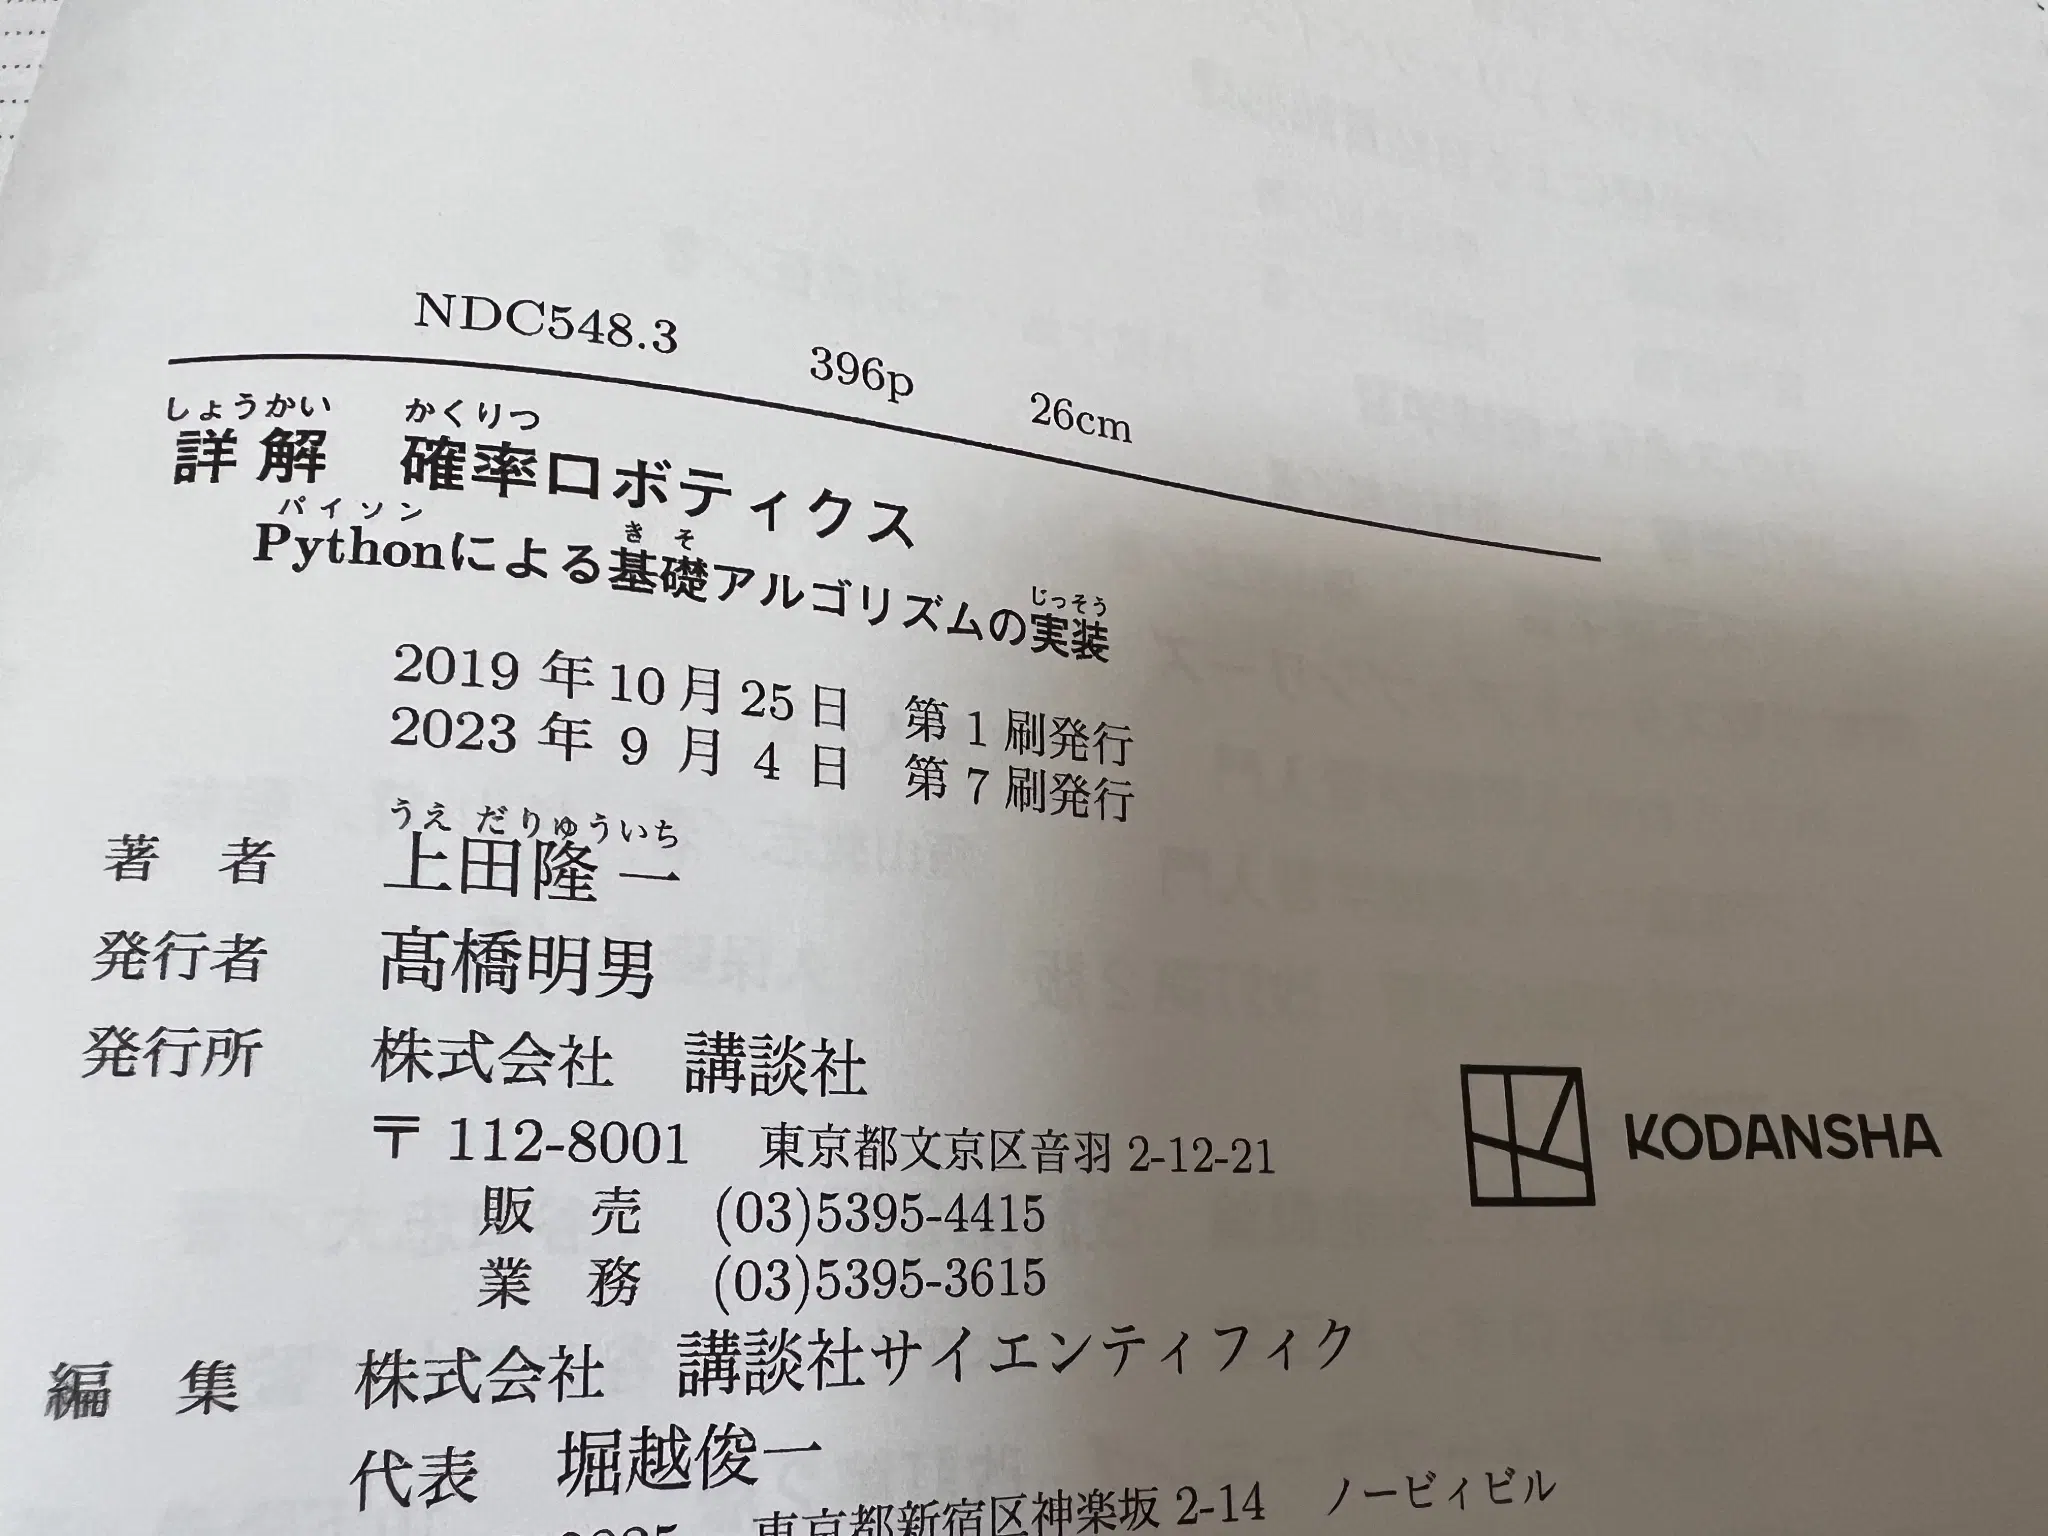 NDC548.3 396p 26cm
しょうかい かくりつ
詳解 確率ロボティクス
パイソン きそ じっそう
Pythonによる基礎アルゴリズムの実装
2019年10月25日 第1刷発行
2023年9月4日 第7刷発行
うえだりゅういち
著者 上田隆一
発行者 髙橋明男
発行所 株式会社 講談社
〒112-8001 東京都文京区音羽2-12-21
販売 (03)5395-4415
業務 (03)5395-3615
KODANSHA
編集 株式会社 講談社サイエンティフィク
代表 堀越俊一
東京都新宿区神楽坂2-14 ノービィビル